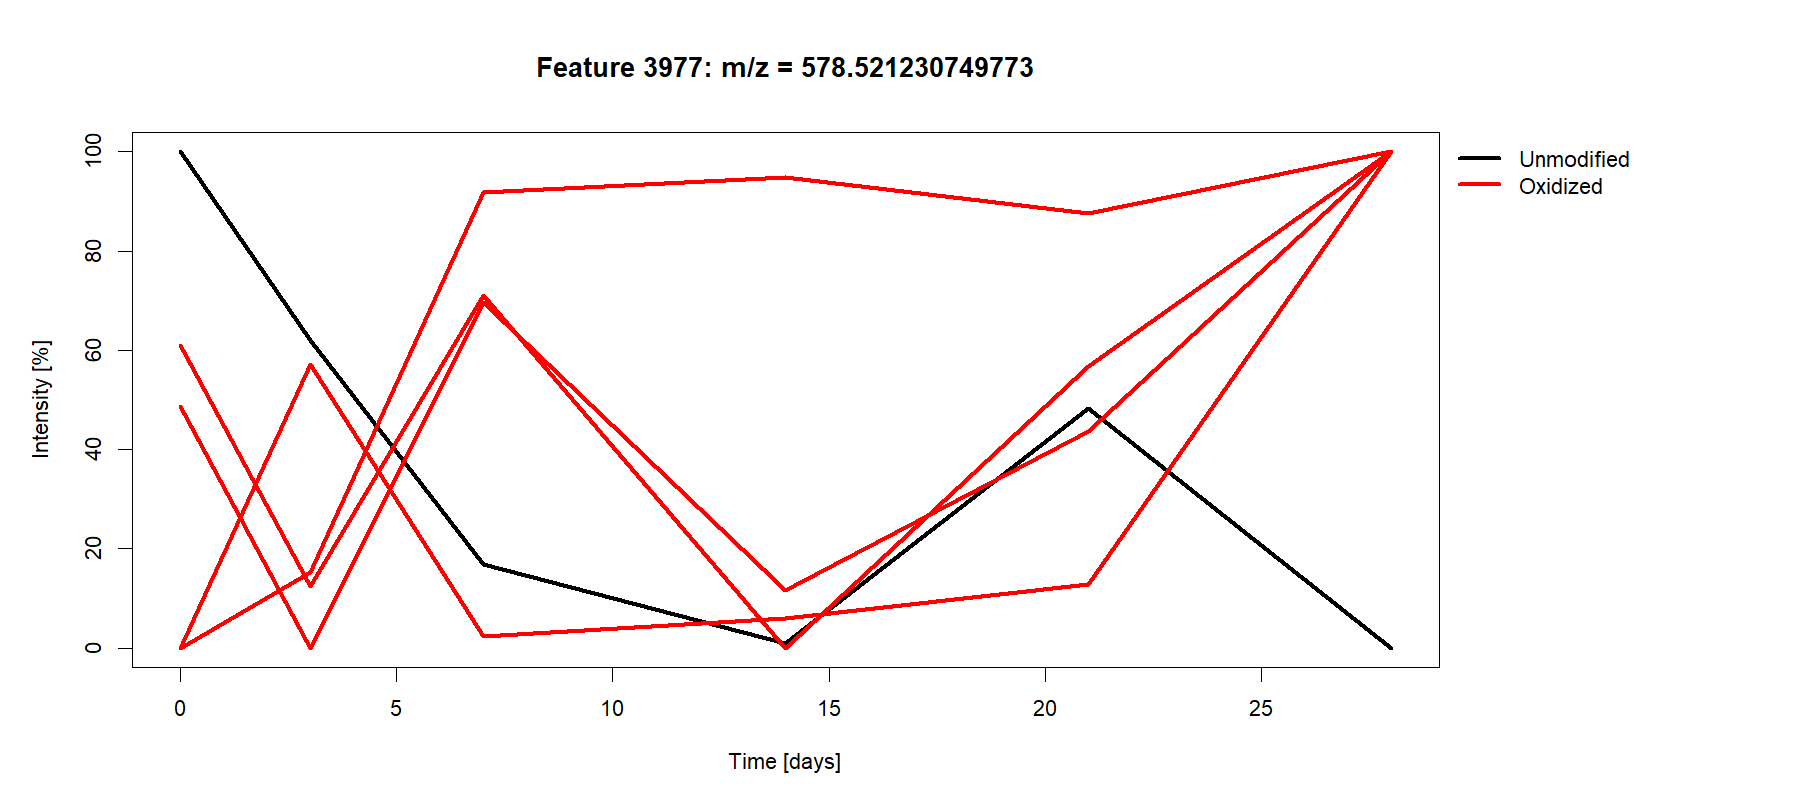 Feature 3977: m/z = 578.521230749773
Unmodified
Oxidized
Intensity [%]
100
80
60
40
20
0
0 5 10 15 20 25
Time [days]